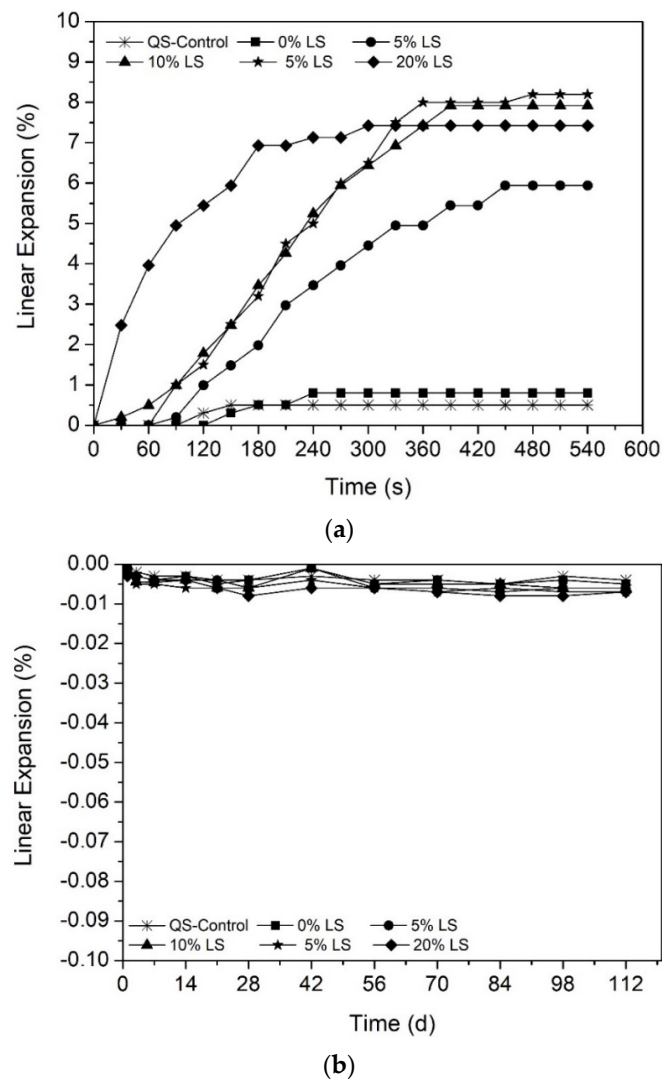 10
9
8
7
6
5
4
3
2
1
0
Linear Expansion (%)
QS-Control 0% LS 5% LS
10% LS 5% LS 20% LS
0 60 120 180 240 300 360 420 480 540 600
Time (s)
(a)
0.00
-0.01
-0.02
-0.03
-0.04
-0.05
-0.06
-0.07
-0.08
-0.09
-0.10
Linear Expansion (%)
QS-Control 0% LS 5% LS
10% LS 5% LS 20% LS
0 14 28 42 56 70 84 98 112
Time (d)
(b)